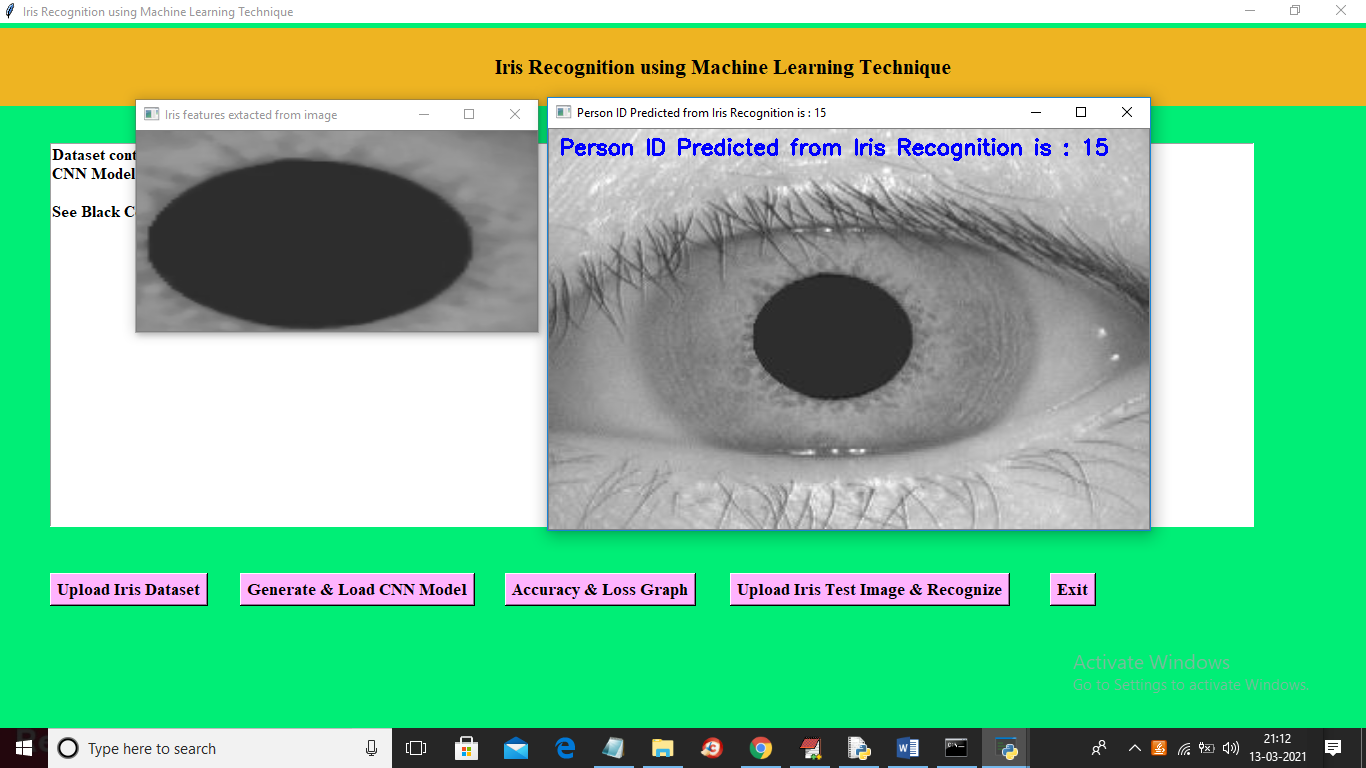 Iris Recognition using Machine Learning Technique
Iris Recognition using Machine Learning Technique
Iris features extacted from image
Person ID Predicted from Iris Recognition is : 15
Person ID Predicted from Iris Recognition is : 15
Dataset cont
CNN Model
See Black C
Upload Iris Dataset
Generate & Load CNN Model
Accuracy & Loss Graph
Upload Iris Test Image & Recognize
Exit
Activate Windows
Go to Settings to activate Windows.
Type here to search
21:12
13-03-2021